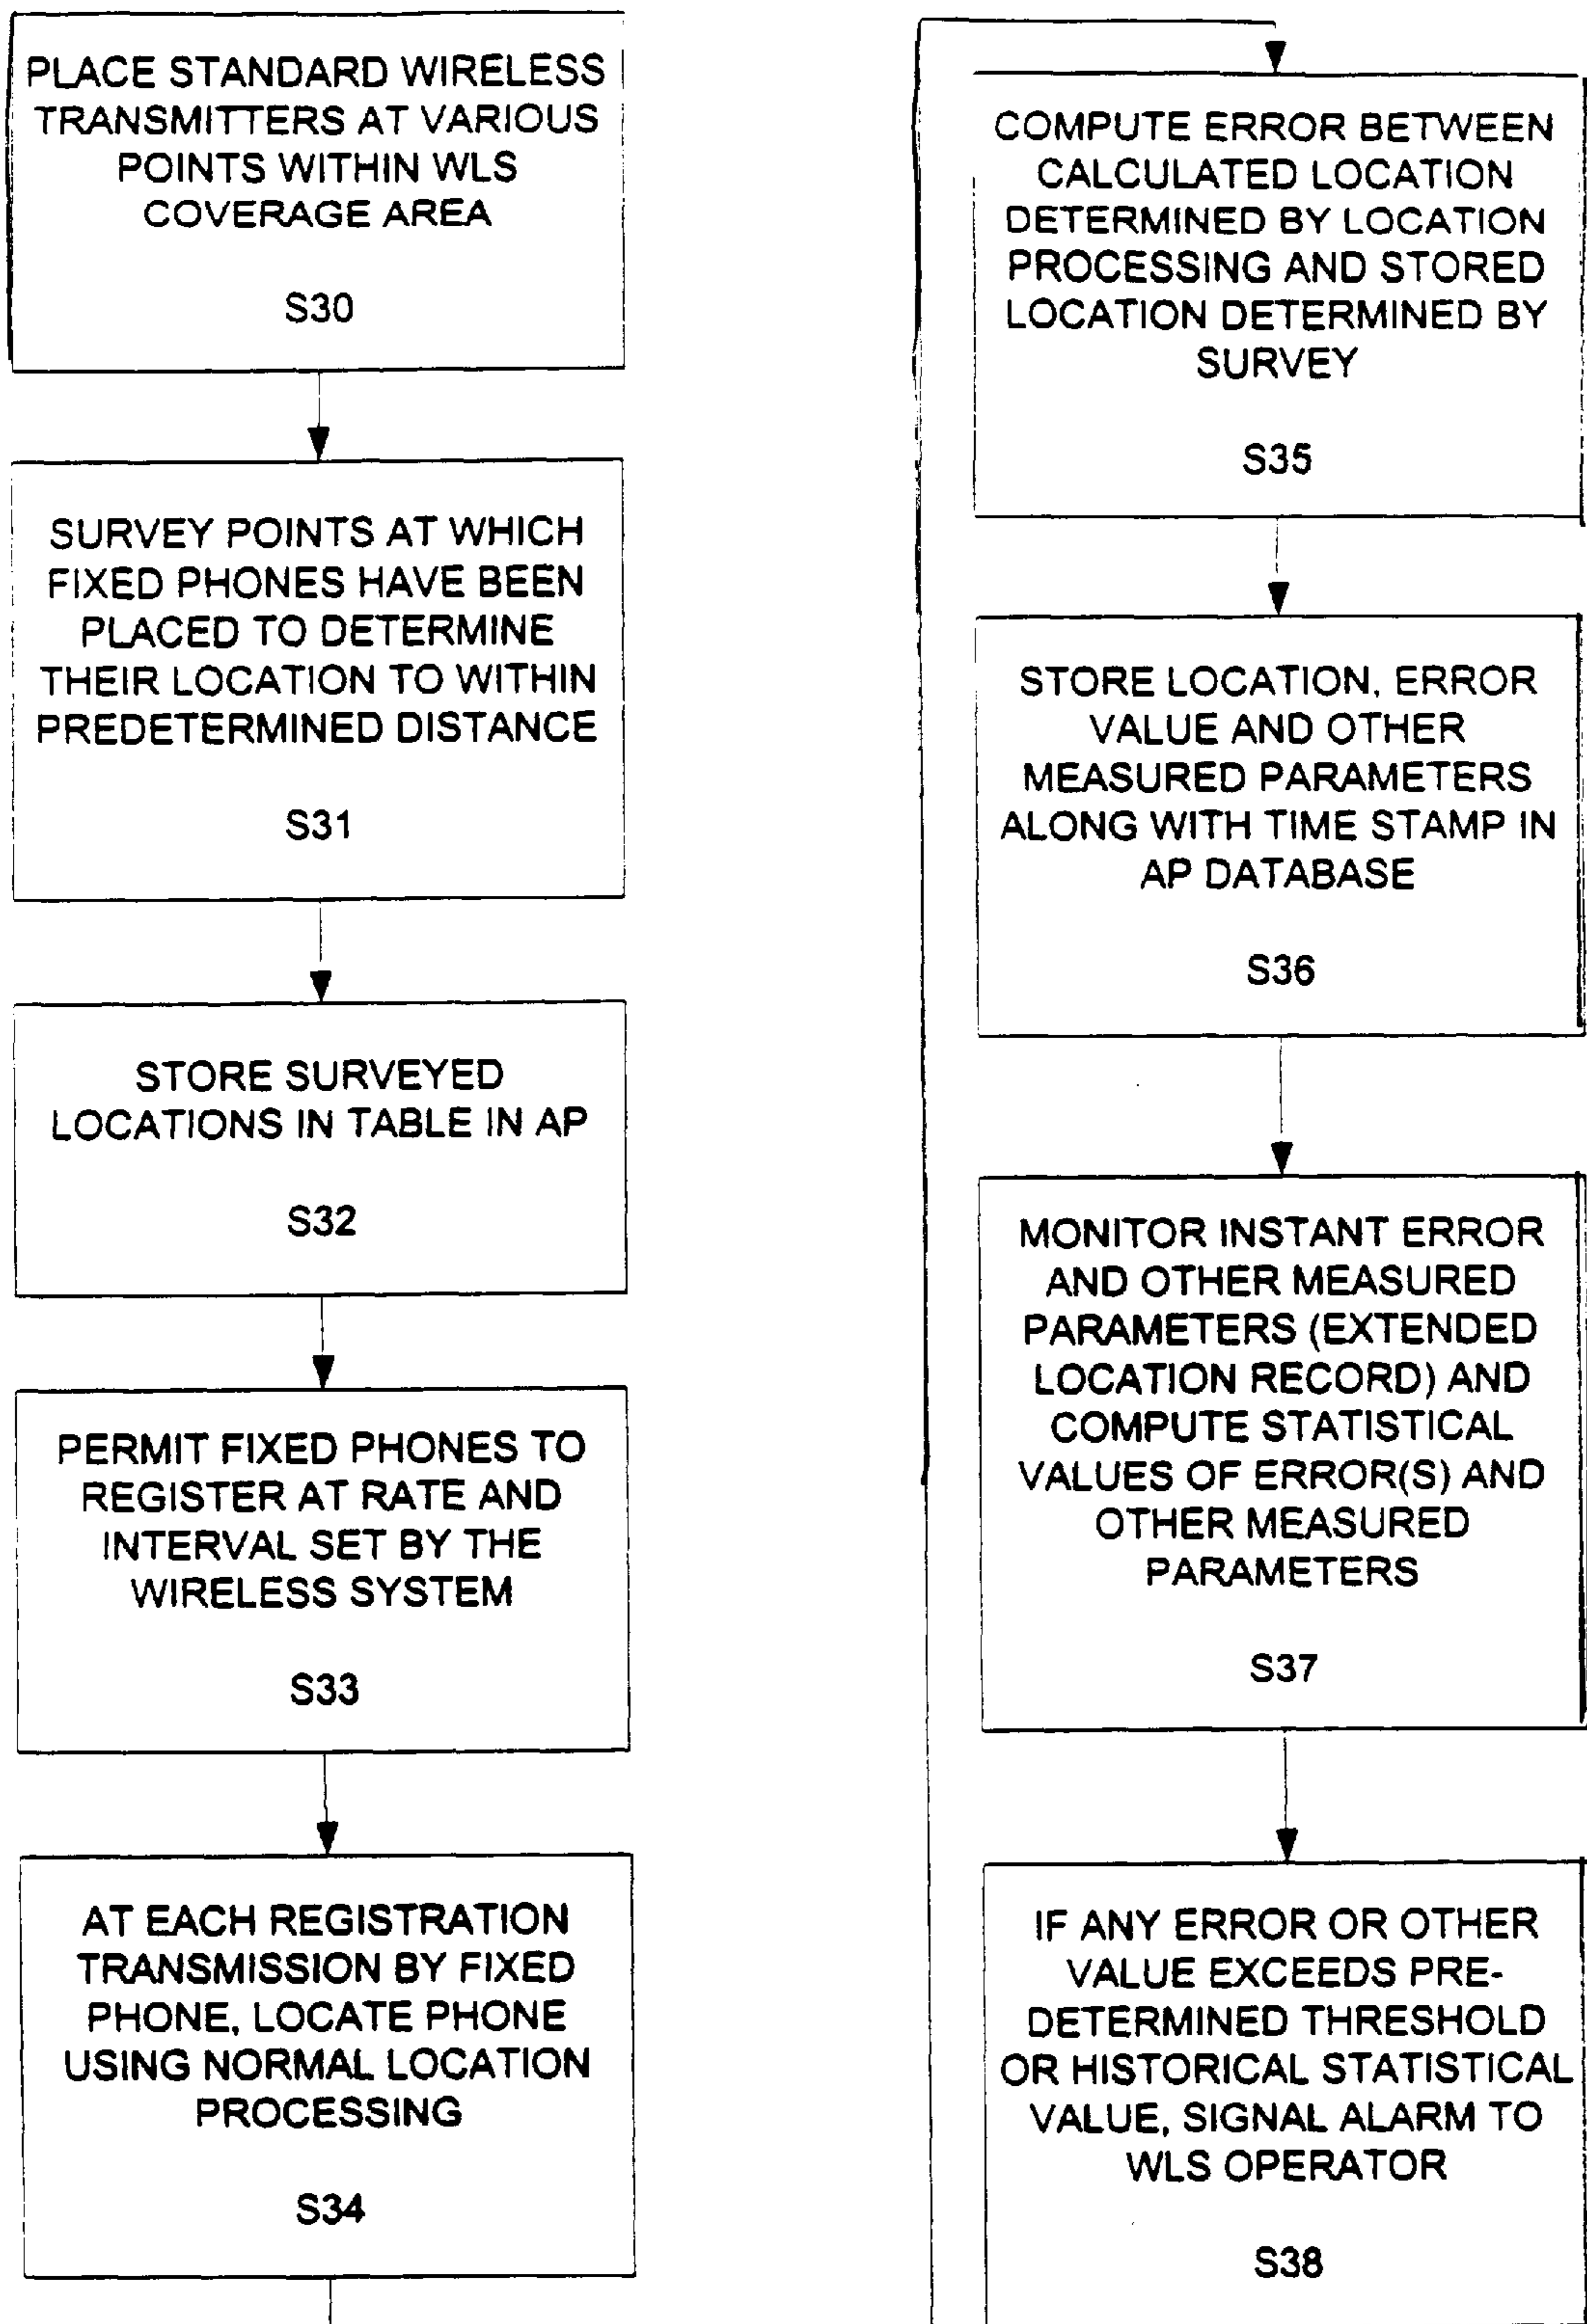 PLACE STANDARD WIRELESS
TRANSMITTERS AT VARIOUS
POINTS WITHIN WLS
COVERAGE AREA
S30
SURVEY POINTS AT WHICH
FIXED PHONES HAVE BEEN
PLACED TO DETERMINE
THEIR LOCATION TO WITHIN
PREDETERMINED DISTANCE
S31
STORE SURVEYED
LOCATIONS IN TABLE IN AP
S32
PERMIT FIXED PHONES TO
REGISTER AT RATE AND
INTERVAL SET BY THE
WIRELESS SYSTEM
S33
AT EACH REGISTRATION
TRANSMISSION BY FIXED
PHONE, LOCATE PHONE
USING NORMAL LOCATION
PROCESSING
S34
COMPUTE ERROR BETWEEN
CALCULATED LOCATION
DETERMINED BY LOCATION
PROCESSING AND STORED
LOCATION DETERMINED BY
SURVEY
S35
STORE LOCATION, ERROR
VALUE AND OTHER
MEASURED PARAMETERS
ALONG WITH TIME STAMP IN
AP DATABASE
S36
MONITOR INSTANT ERROR
AND OTHER MEASURED
PARAMETERS (EXTENDED
LOCATION RECORD) AND
COMPUTE STATISTICAL
VALUES OF ERROR(S) AND
OTHER MEASURED
PARAMETERS
S37
IF ANY ERROR OR OTHER
VALUE EXCEEDS PRE-
DETERMINED THRESHOLD
OR HISTORICAL STATISTICAL
VALUE, SIGNAL ALARM TO
WLS OPERATOR
S38